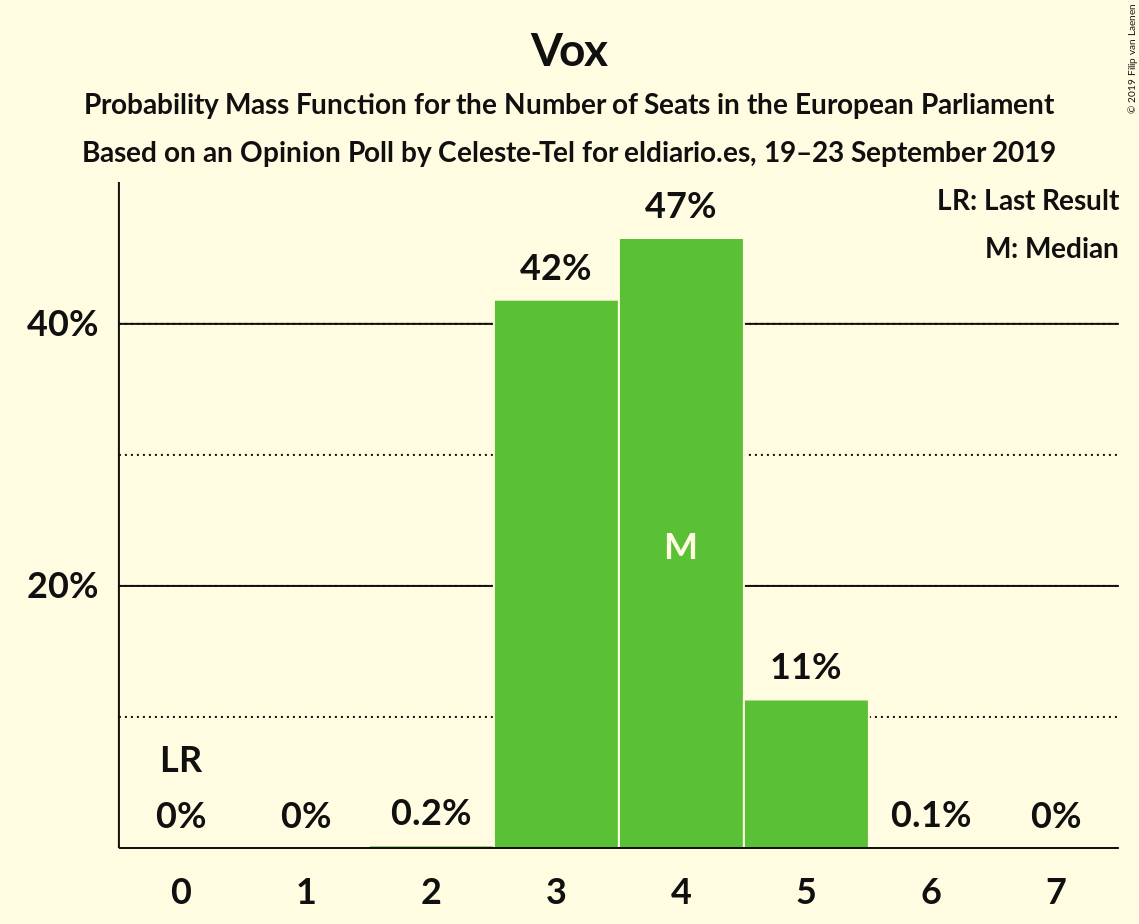 Vox
Probability Mass Function for the Number of Seats in the European Parliament
Based on an Opinion Poll by Celeste-Tel for eldiario.es, 19–23 September 2019
© 2019 Filip van Laenen
LR: Last Result
M: Median
47%
42%
40%
M
20%
11%
LR
0% 0% 0.2% 0.1% 0%
0 1 2 3 4 5 6 7